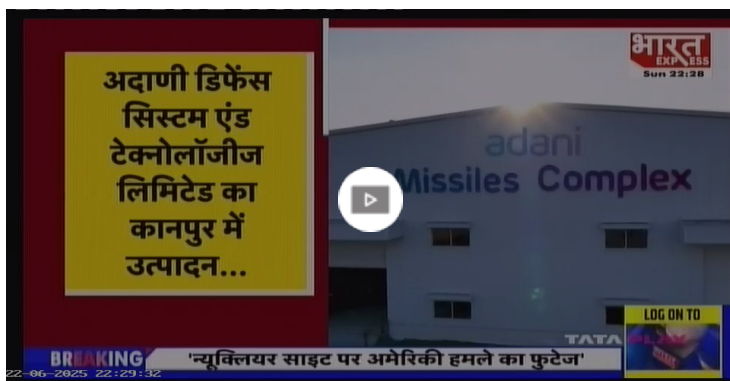 अदाणी डिफेंस
सिस्टम एंड
टेक्नोलॉजीज
लिमिटेड का
कानपुर में
उत्पादन...
adani
Missiles Complex
भारत
EXPRESS
Sun 22:28
LOG ON TO
TATA PLAY
BREAKING
'न्यूक्लियर साइट पर अमेरिकी हमले का फुटेज'
22-06-2025 22:29:32